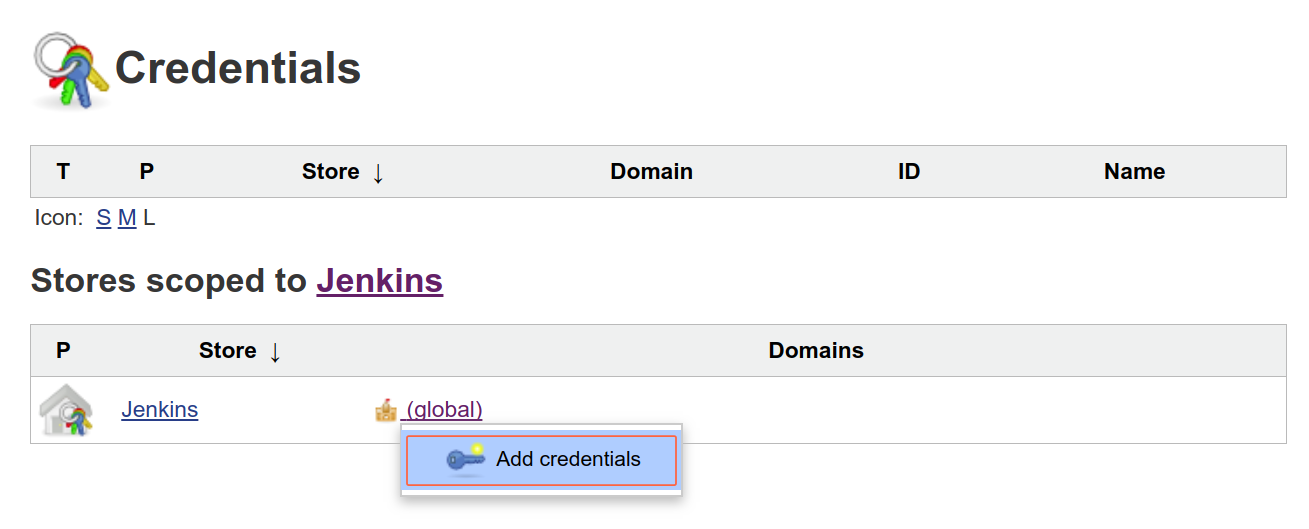 Credentials
T P Store ↓ Domain ID Name
Icon: S M L
Stores scoped to Jenkins
P Store ↓ Domains
Jenkins (global)
Add credentials